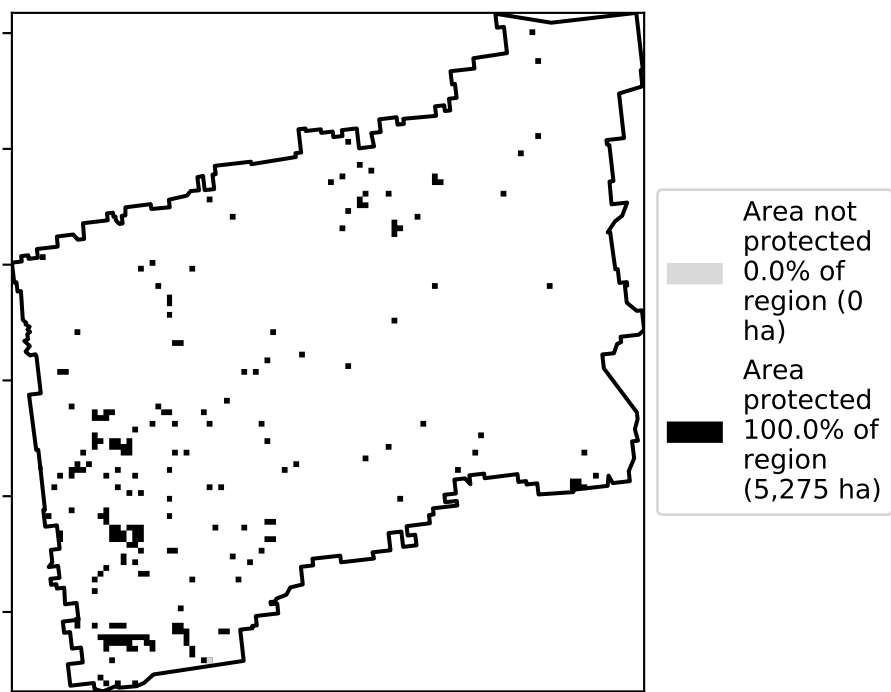 Area not
protected
0.0% of
region (0
ha)
Area
protected
100.0% of
region
(5,275 ha)